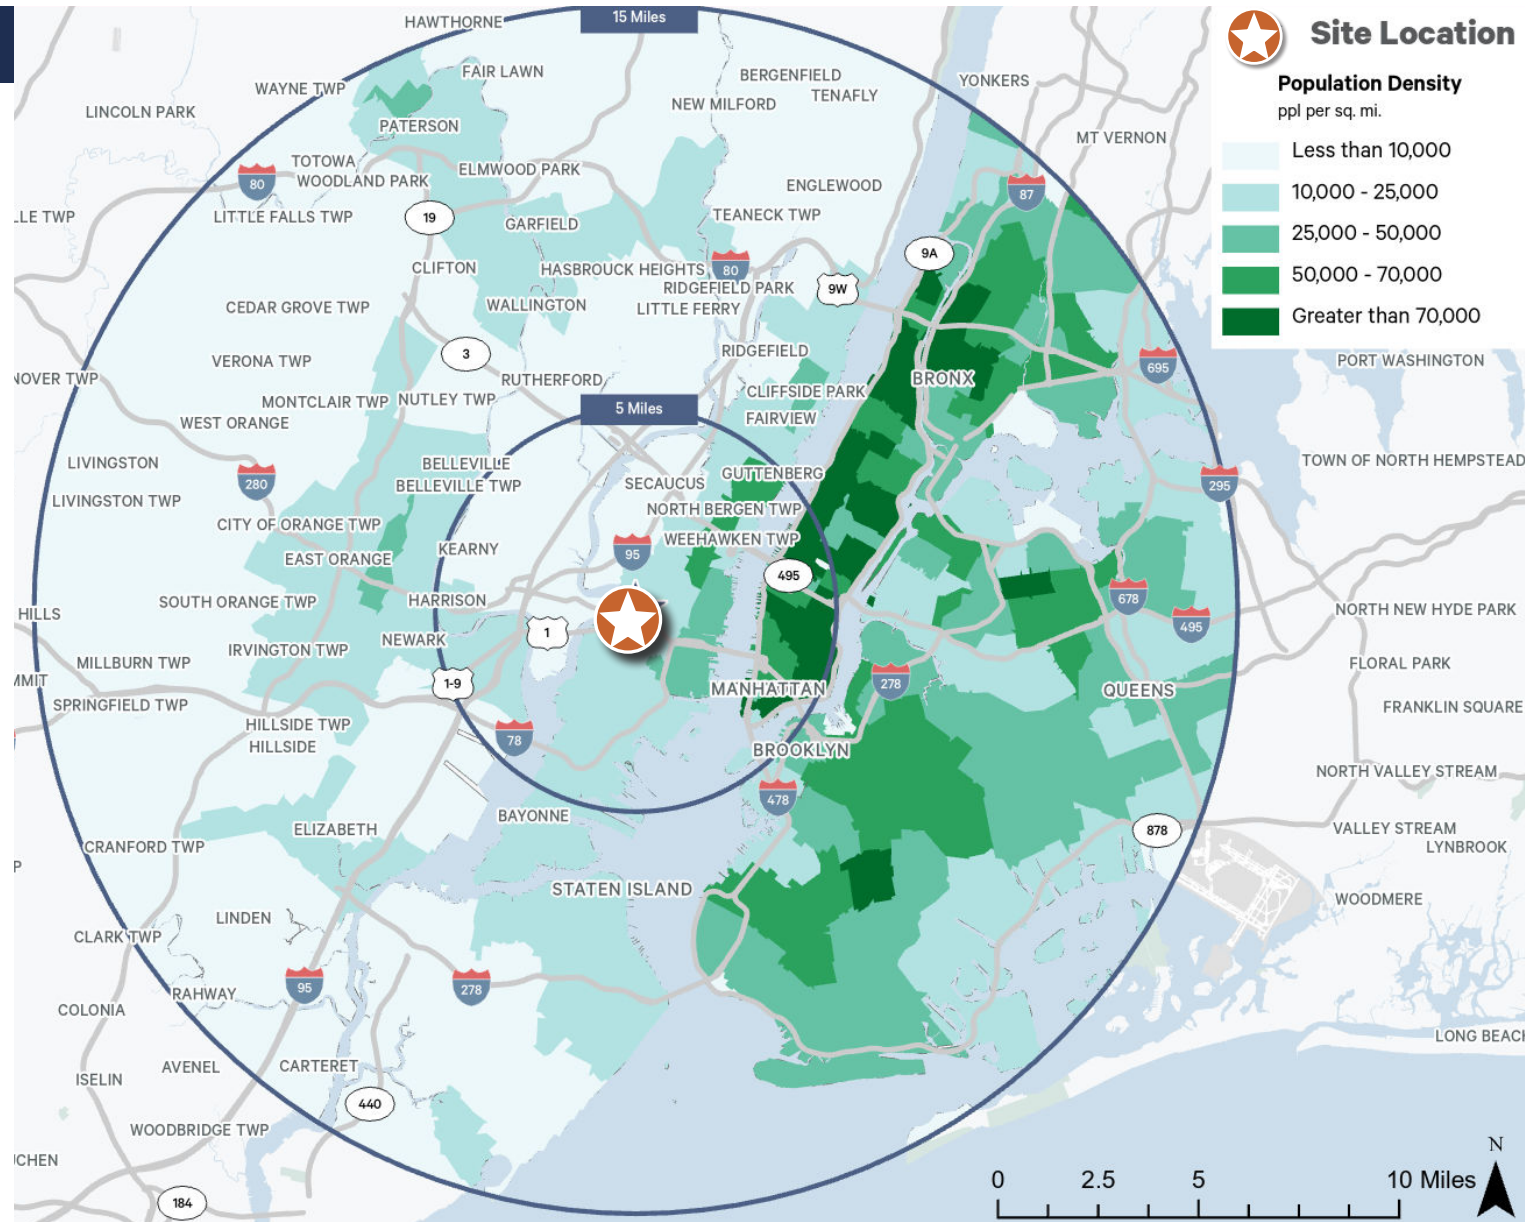 HAWTHORNE
15 Miles
Site Location
Population Density
ppl per sq. mi.
Less than 10,000
10,000 - 25,000
25,000 - 50,000
50,000 - 70,000
Greater than 70,000
FAIR LAWN
BERGENFIELD
YONKERS
WAYNE TWP
TENAFLY
LINCOLN PARK
NEW MILFORD
PATERSON
MT VERNON
TOTOWA
ELMWOOD PARK
80
WOODLAND PARK
ENGLEWOOD
87
LLE TWP
LITTLE FALLS TWP
19
GARFIELD
TEANECK TWP
9A
CLIFTON
HASBROUCK HEIGHTS
80
RIDGEFIELD PARK
9W
CEDAR GROVE TWP
WALLINGTON
LITTLE FERRY
3
RIDGEFIELD
VERONA TWP
PORT WASHINGTON
695
NOVER TWP
RUTHERFORD
BRONX
MONTCLAIR TWP
NUTLEY TWP
CLIFFSIDE PARK
5 Miles
WEST ORANGE
FAIRVIEW
LIVINGSTON
BELLEVILLE
TOWN OF NORTH HEMPSTEAD
280
BELLEVILLE TWP
SECAUCUS
GUTTENBERG
295
LIVINGSTON TWP
NORTH BERGEN TWP
CITY OF ORANGE TWP
WEEHAWKEN TWP
EAST ORANGE
KEARNY
95
495
SOUTH ORANGE TWP
HARRISON
678
HILLS
NORTH NEW HYDE PARK
495
1
NEWARK
IRVINGTON TWP
MILLBURN TWP
FLORAL PARK
MMIT
1-9
278
SPRINGFIELD TWP
MANHATTAN
QUEENS
FRANKLIN SQUARE
HILLSIDE TWP
78
HILLSIDE
BROOKLYN
NORTH VALLEY STREAM
478
BAYONNE
ELIZABETH
878
VALLEY STREAM
CRANFORD TWP
LYNBROOK
P
STATEN ISLAND
WOODMERE
LINDEN
CLARK TWP
95
278
RAHWAY
COLONIA
LONG BEACH
AVENEL
CARTERET
ISELIN
440
WOODBRIDGE TWP
UCHEN
N
0 2.5 5 10 Miles
184